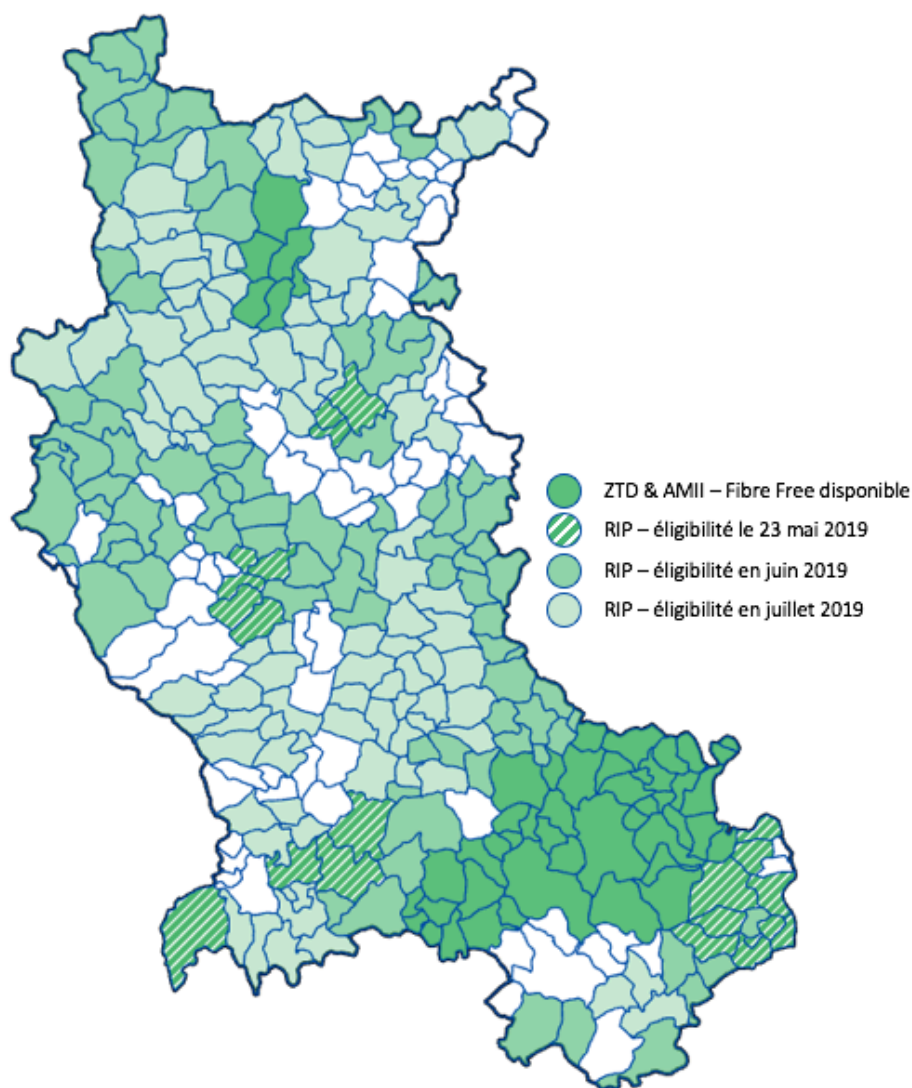 ZTD & AMII – Fibre Free disponible
RIP – éligibilité le 23 mai 2019
RIP – éligibilité en juin 2019
RIP – éligibilité en juillet 2019